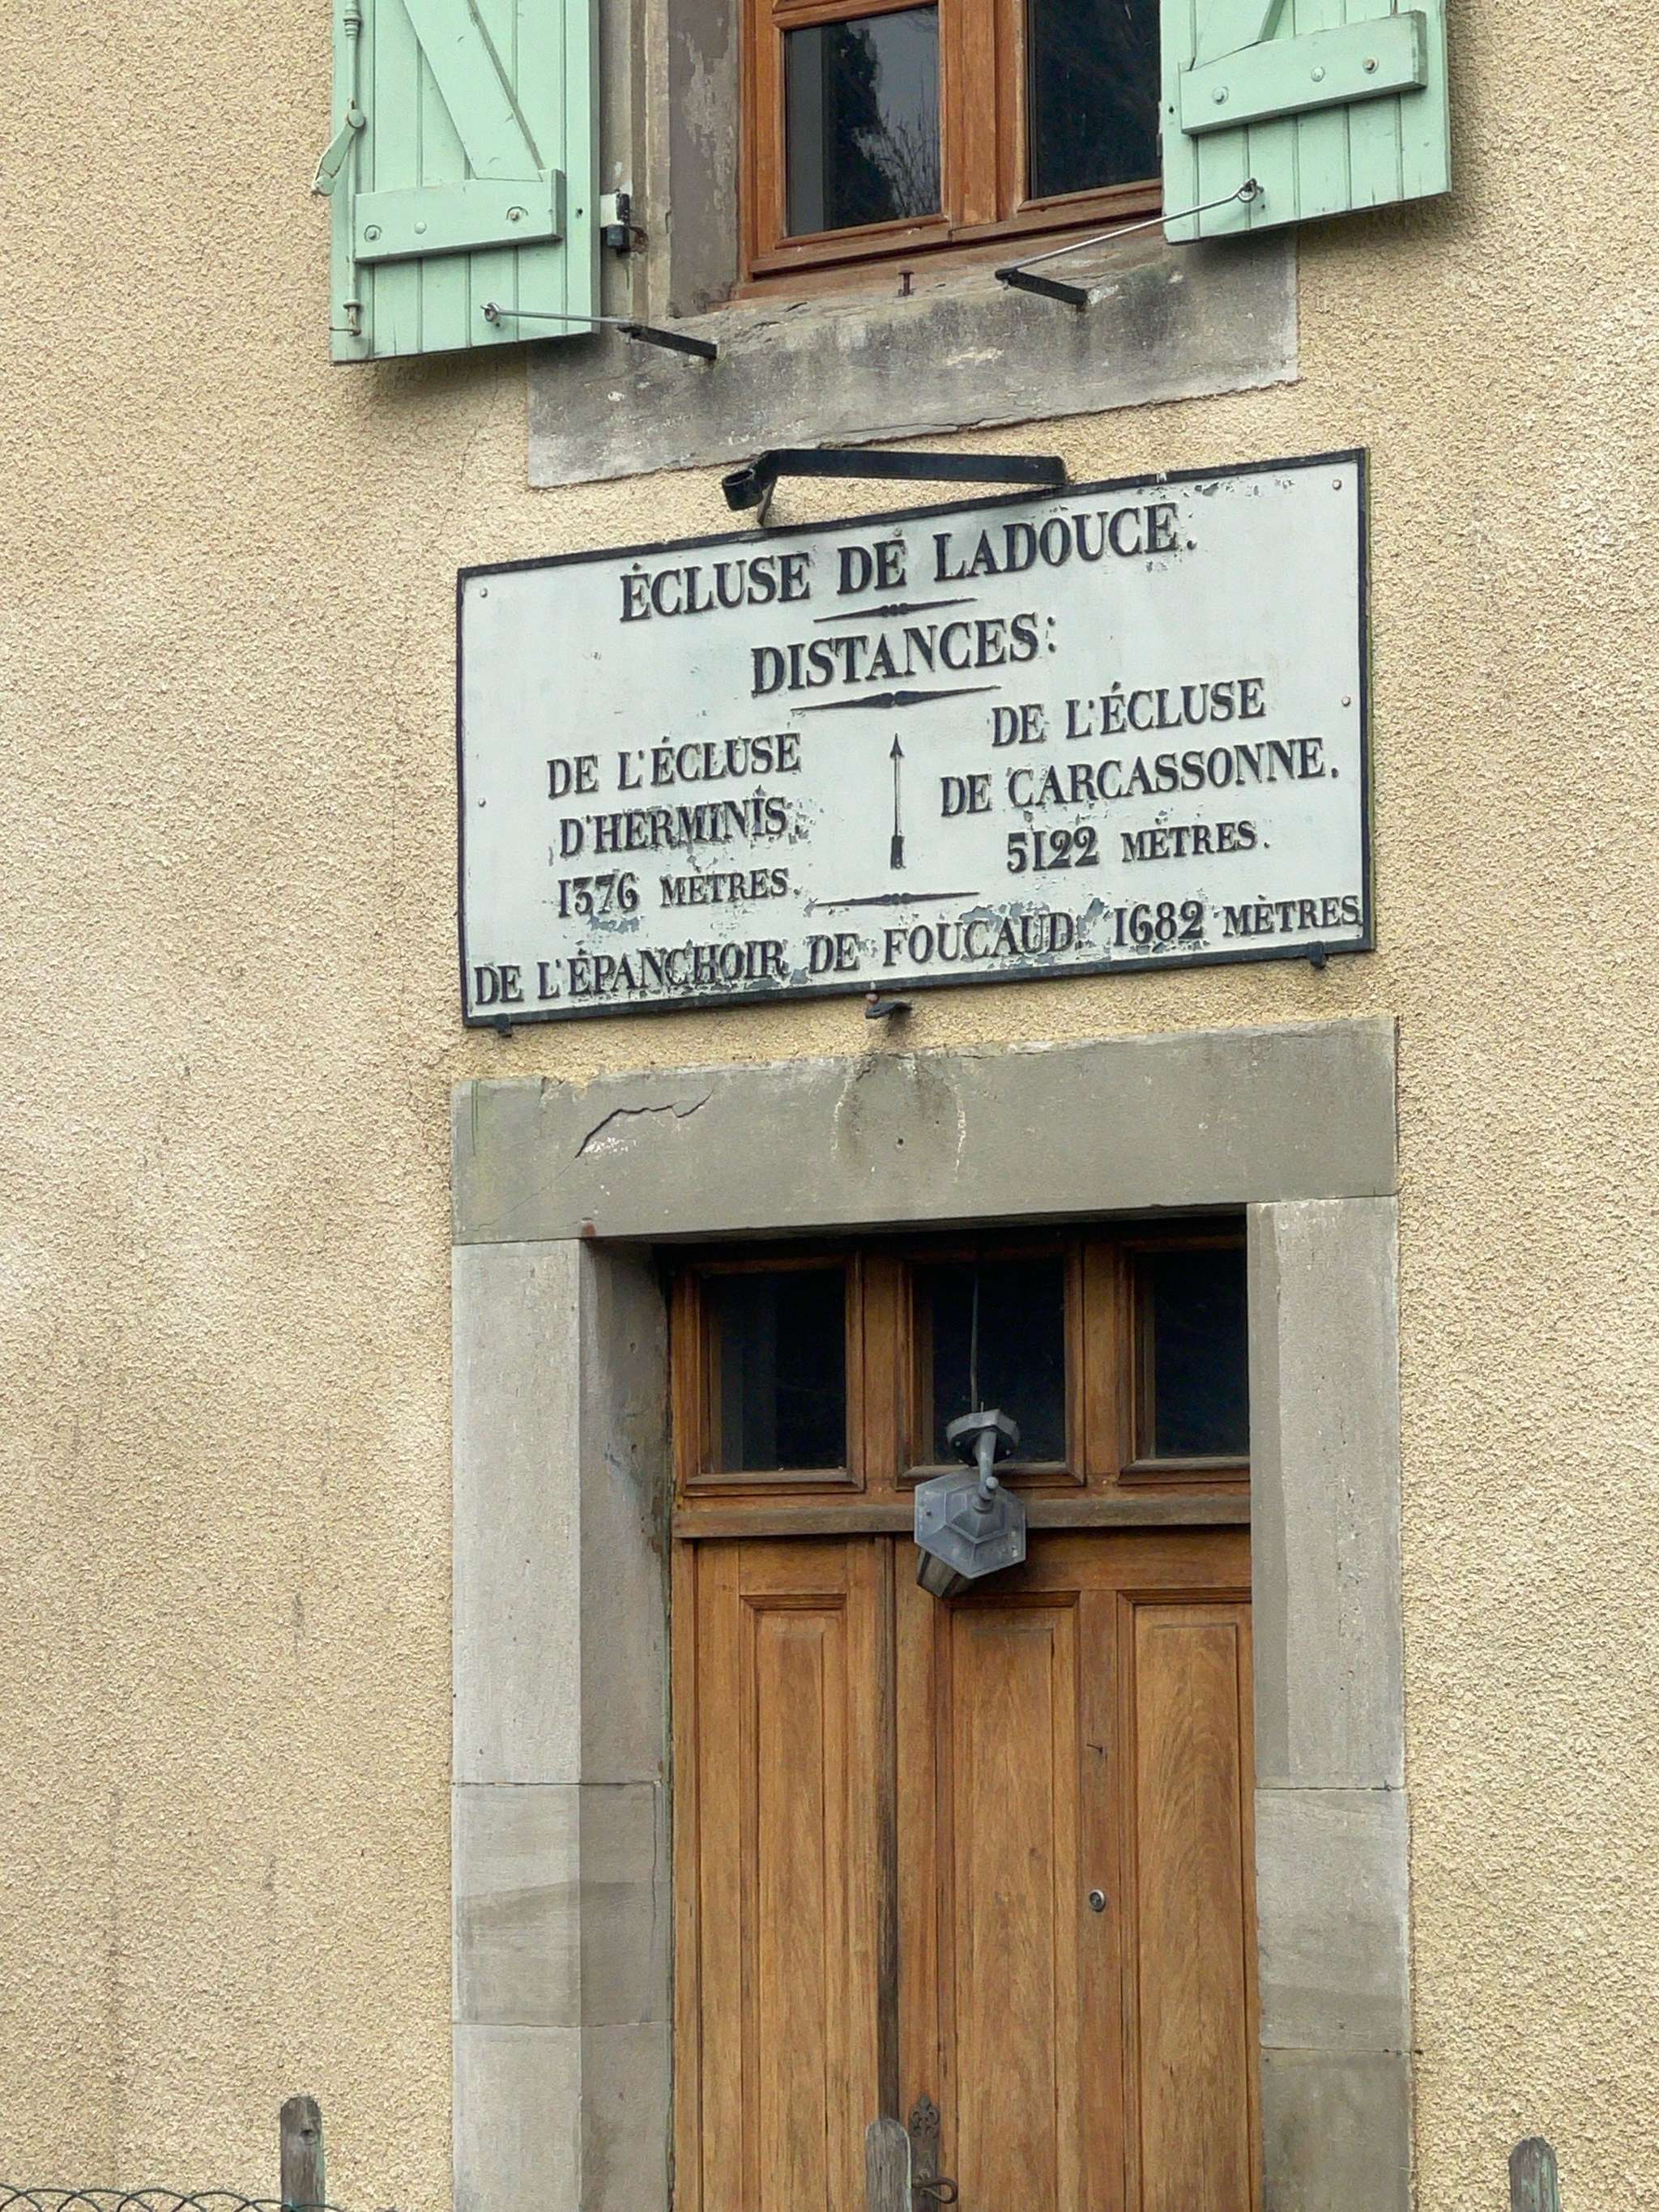 ÉCLUSE DE LADOUCE.
DISTANCES:
DE L'ÉCLUSE
D'HERMINIS.
1376 MÈTRES.
DE L'ÉCLUSE
DE CARCASSONNE.
5122 MÈTRES.
DE L'ÉPANCHOIR DE FOUCAUD. 1682 MÈTRES